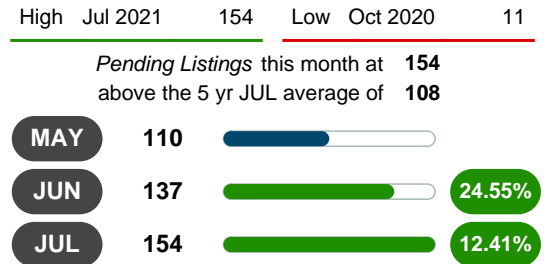 High Jul 2021 154 Low Oct 2020 11
Pending Listings this month at 154
above the 5 yr JUL average of 108
MAY 110
JUN 137 24.55%
JUL 154 12.41%